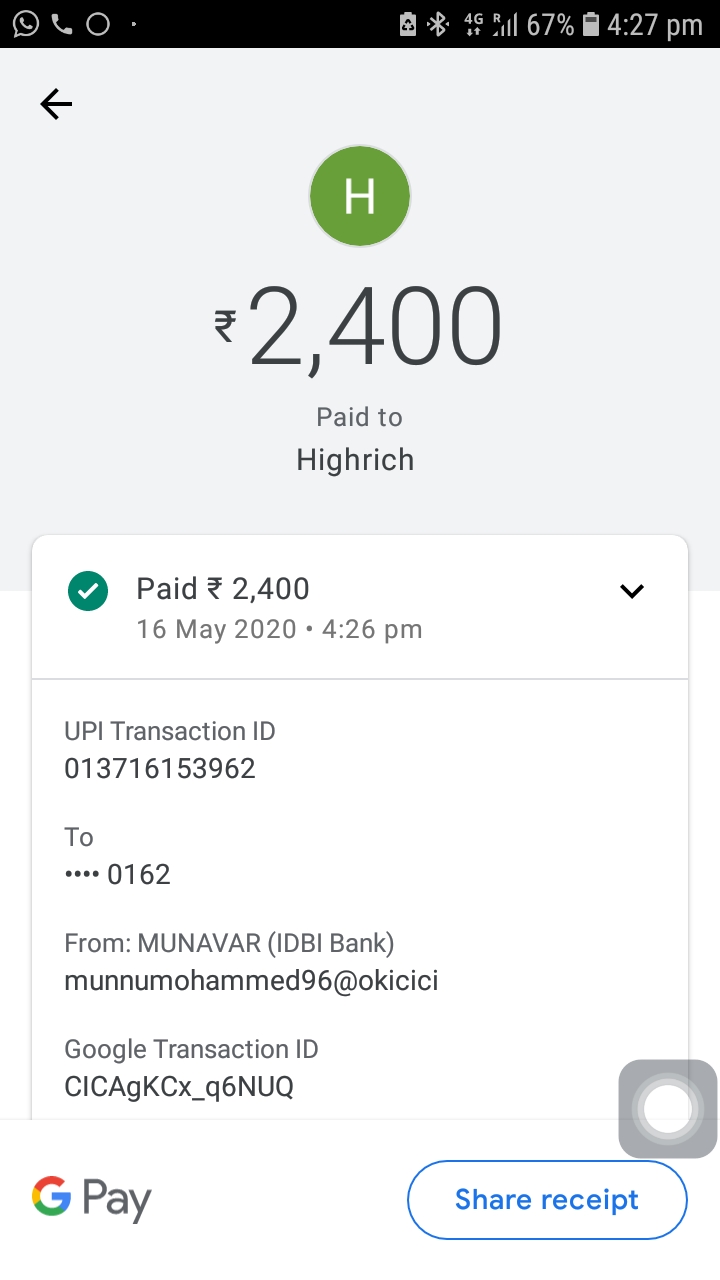 4G R 67% 4:27 pm
H
₹2,400
Paid to
Highrich
Paid ₹ 2,400
16 May 2020 • 4:26 pm
UPI Transaction ID
013716153962
To
•••• 0162
From: MUNAVAR (IDBI Bank)
munnumohammed96@okicici
Google Transaction ID
CICAgKCx_q6NUQ
G Pay
Share receipt